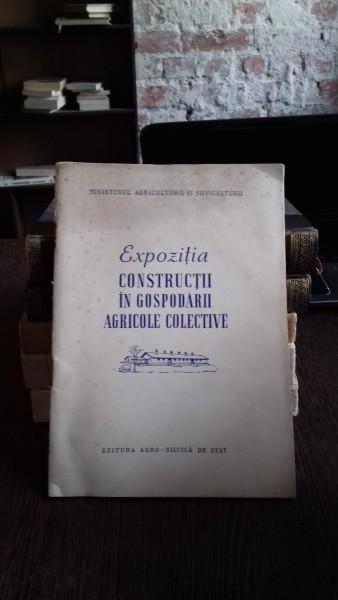 MINISTERUL AGRICULTURII ȘI SILVICULTURII
Expoziția
CONSTRUCȚII
ÎN GOSPODĂRII
AGRICOLE COLECTIVE
EDITURA AGRO-SILVICĂ DE STAT